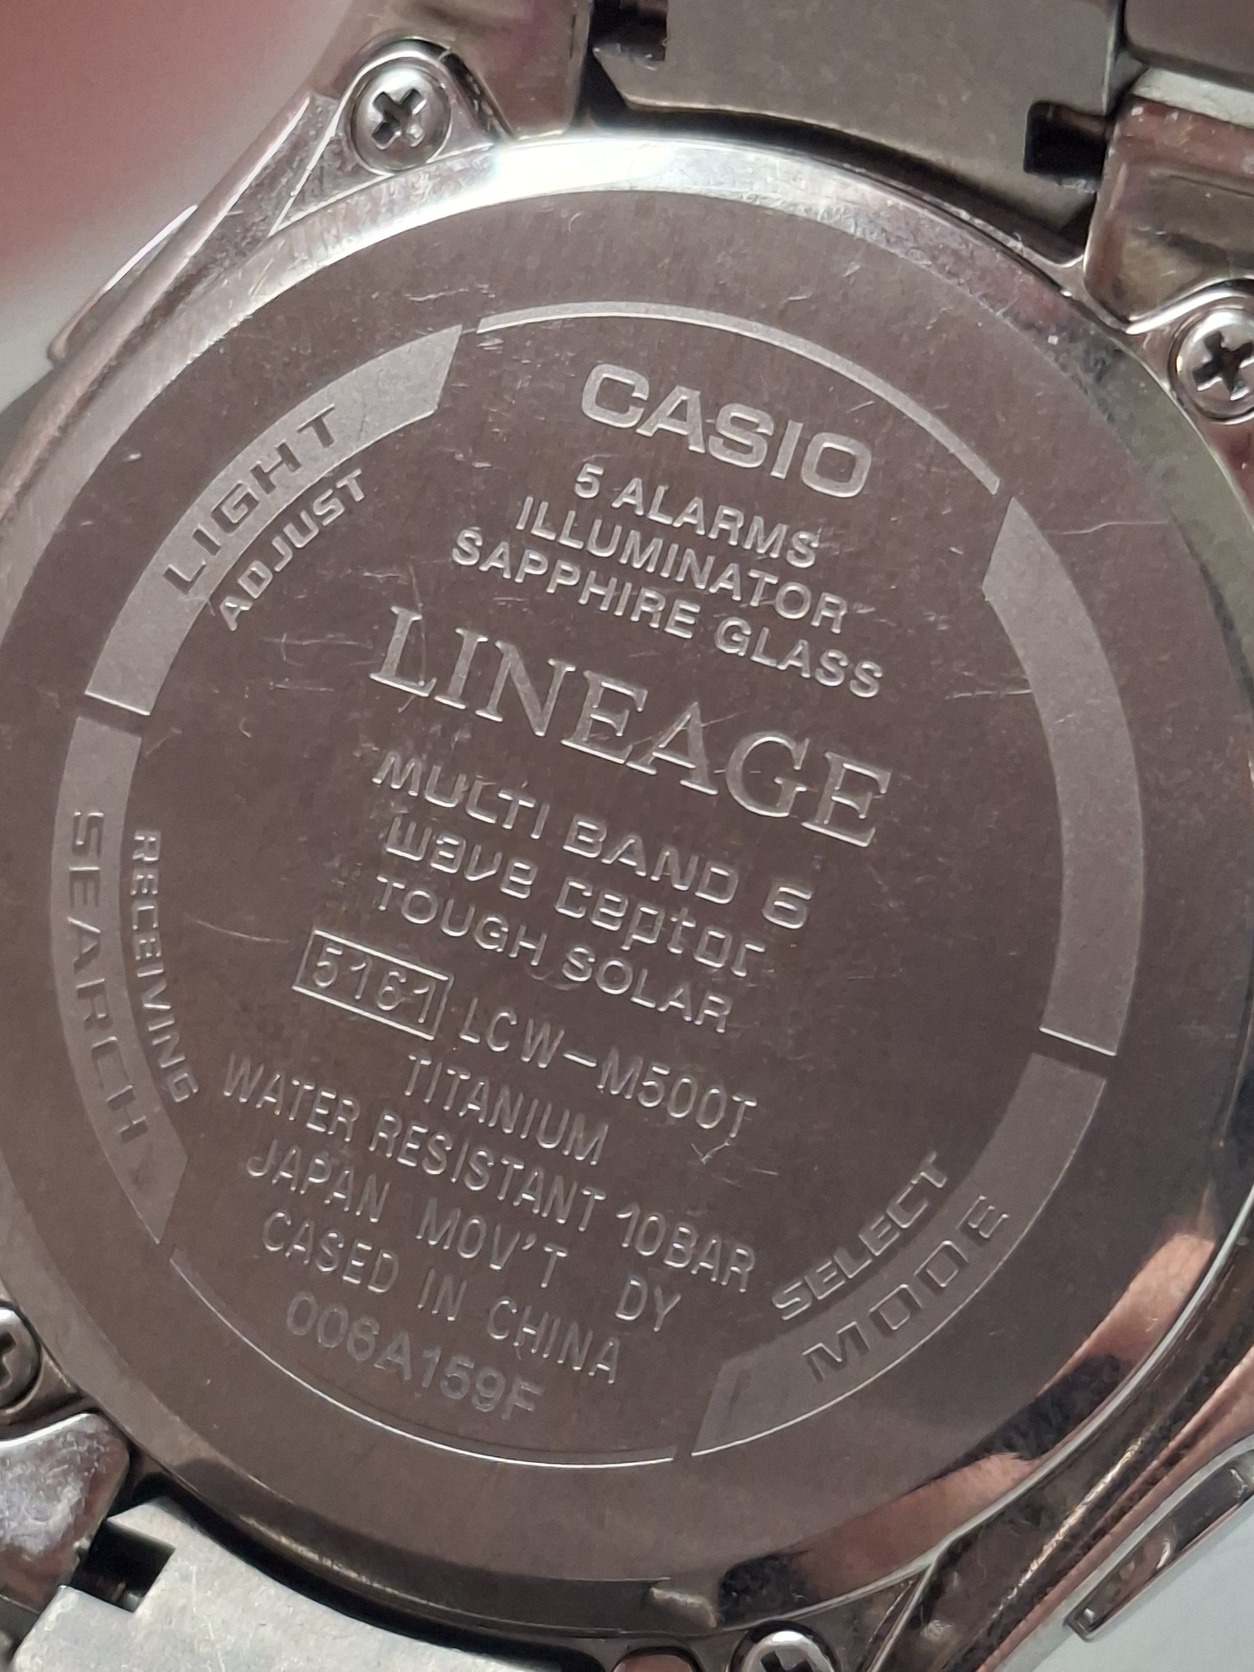 CASIO
5 ALARMS
ILLUMINATOR™
SAPPHIRE GLASS
LINEAGE
MULTI BAND 6
wave ceptor
TOUGH SOLAR
5161 LCW-M500T
TITANIUM
WATER RESISTANT 10BAR
JAPAN MOV'T DY
CASED IN CHINA
006A159F
LIGHT
ADJUST
SEARCH
RECEIVING
SELECT
MODE